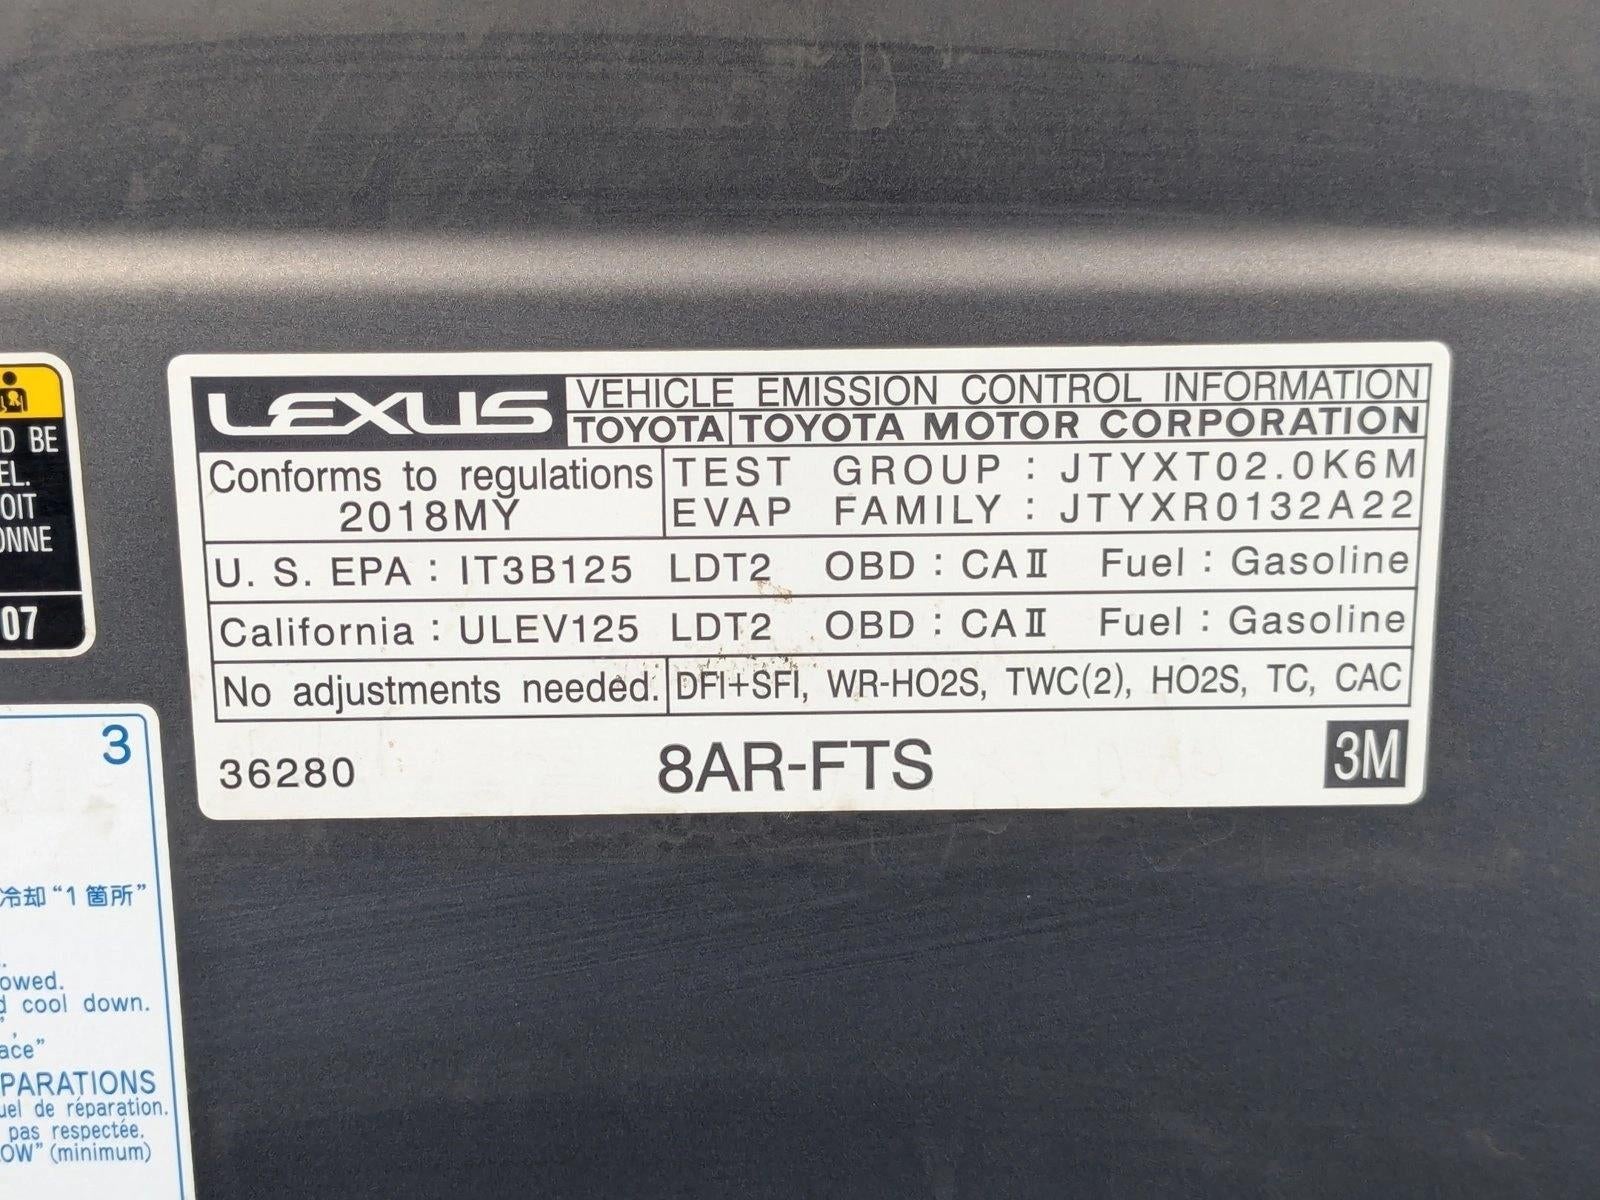 LEXUS VEHICLE EMISSION CONTROL INFORMATION
TOYOTA TOYOTA MOTOR CORPORATION
Conforms to regulations
2018MY
TEST GROUP : JTYXT02.0K6M
EVAP FAMILY : JTYXR0132A22
U. S. EPA : IT3B125 LDT2 OBD : CAⅡ Fuel : Gasoline
California : ULEV125 LDT2 OBD : CAⅡ Fuel : Gasoline
No adjustments needed. DFI+SFI, WR-HO2S, TWC(2), HO2S, TC, CAC
36280 8AR-FTS 3M
D BE
EL.
OIT
ONNE
07
3
冷却“1箇所”
owed.
d cool down.
”,
ace”
PARATIONS
uel de réparation.
pas respectée.
LOW” (minimum)